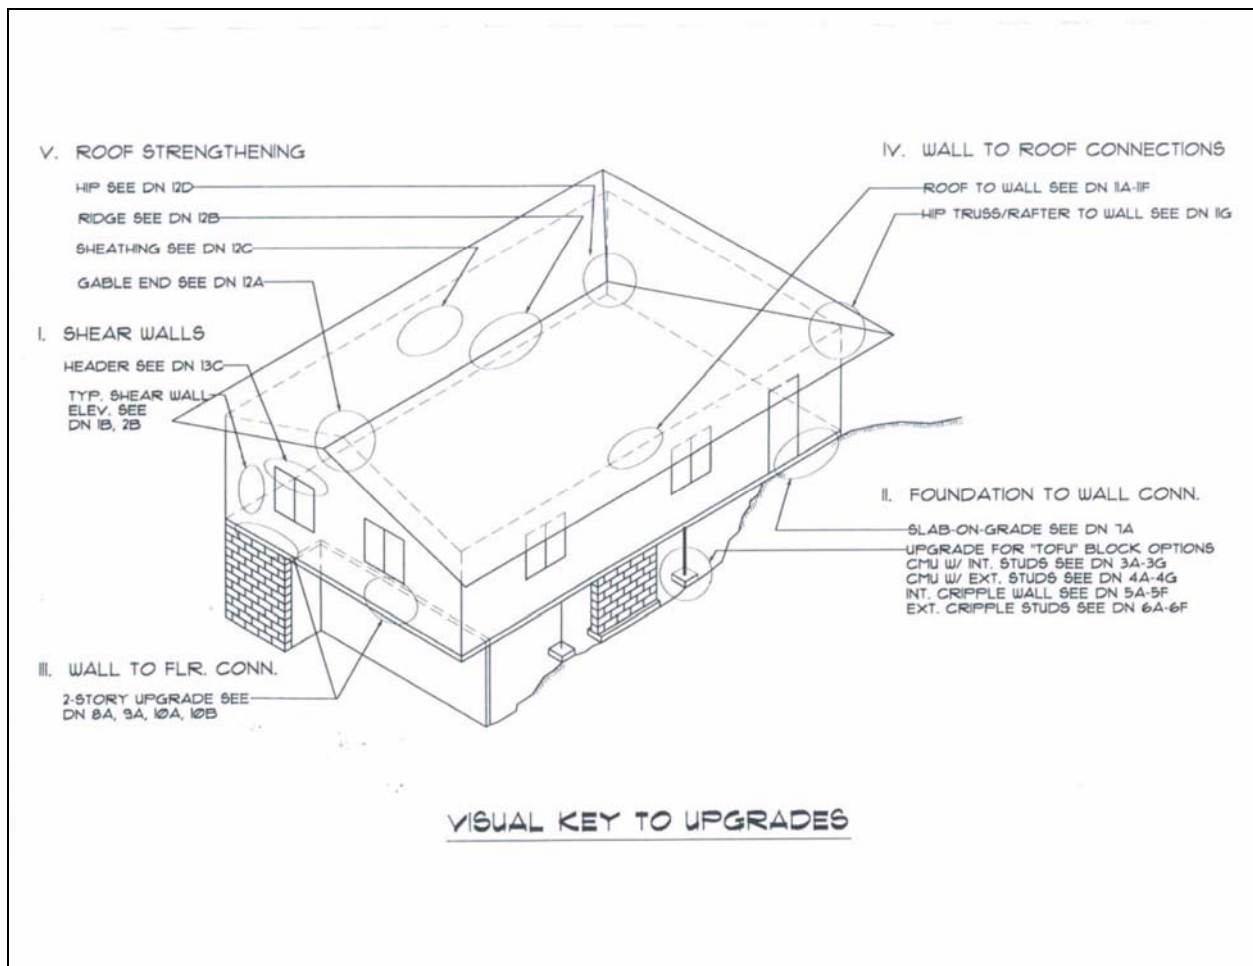 V. ROOF STRENGTHENING
HIP SEE DN 12D
RIDGE SEE DN 12B
SHEATHING SEE DN 12C
GABLE END SEE DN 12A
I. SHEAR WALLS
HEADER SEE DN 13C
TYP. SHEAR WALL
ELEV. SEE
DN 1B, 2B
III. WALL TO FLR. CONN.
2-STORY UPGRADE SEE
DN 8A, 9A, 10A, 10B
IV. WALL TO ROOF CONNECTIONS
ROOF TO WALL SEE DN 11A-11F
HIP TRUSS/RAFTER TO WALL SEE DN 11G
II. FOUNDATION TO WALL CONN.
SLAB-ON-GRADE SEE DN 7A
UPGRADE FOR "TOFU" BLOCK OPTIONS
CMU W/ INT. STUDS SEE DN 3A-3G
CMU W/ EXT. STUDS SEE DN 4A-4G
INT. CRIPPLE WALL SEE DN 5A-5F
EXT. CRIPPLE STUDS SEE DN 6A-6F
VISUAL KEY TO UPGRADES